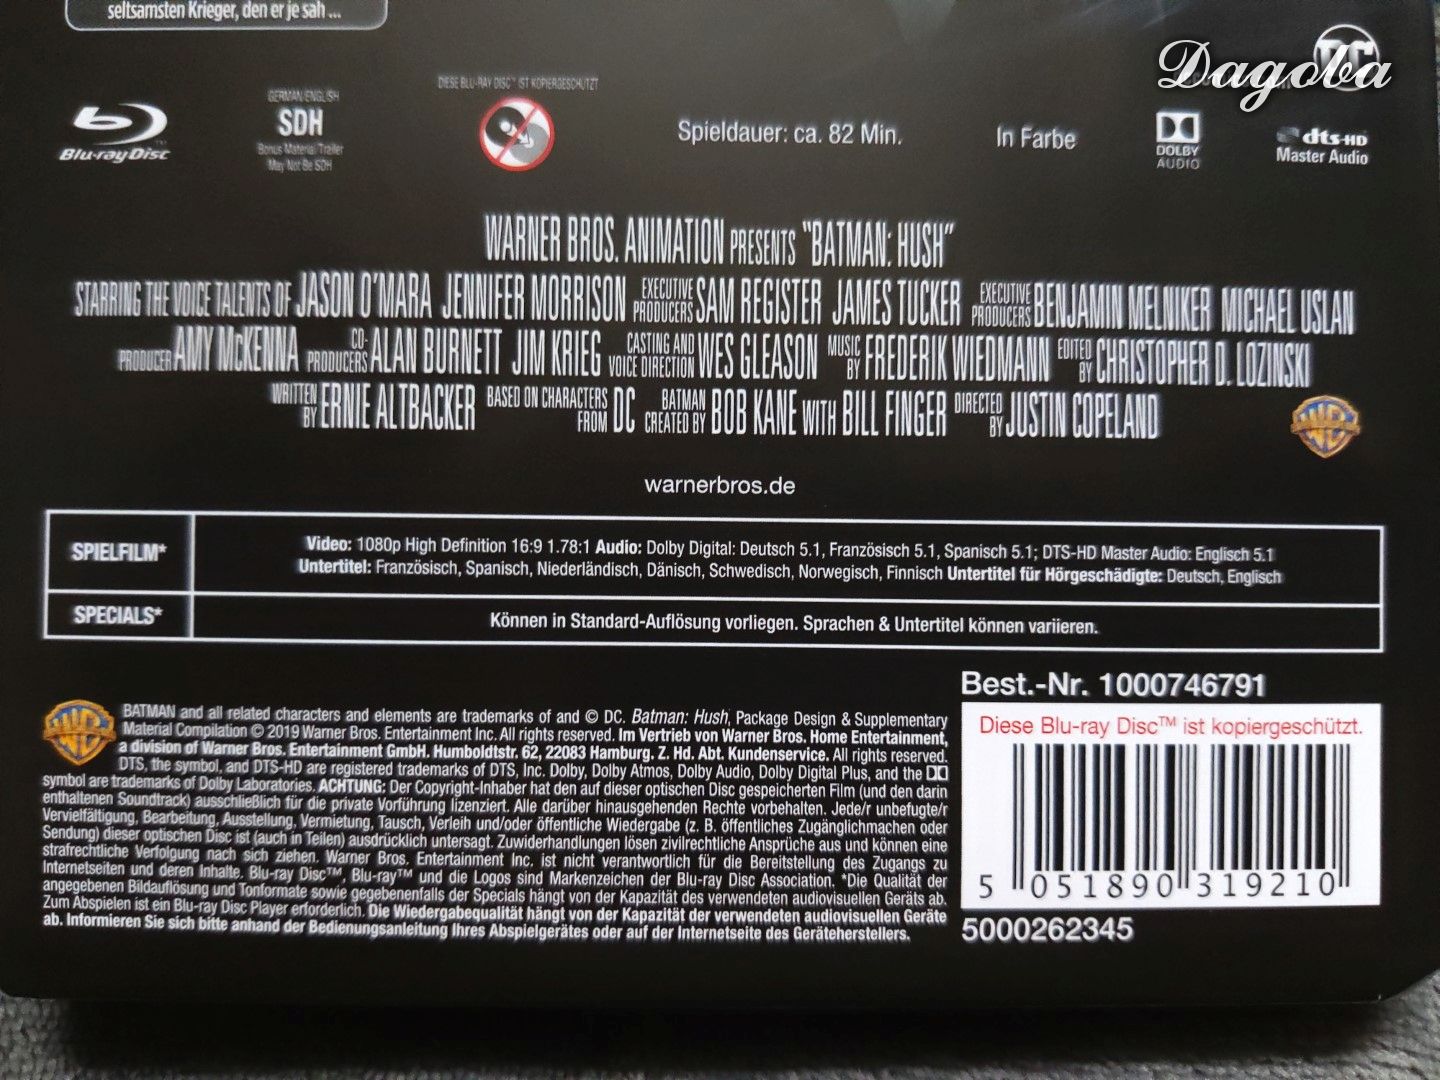 seltsamsten Krieger, den er je sah ...
Dagoba
DC
DIESE BLU-RAY DISC™ IST KOPIERGESCHÜTZT
GERMAN/ENGLISH
SDH
Bonus Material/Trailer
May Not Be SDH
Blu-ray Disc
Spieldauer: ca. 82 Min.
In Farbe
DOLBY
AUDIO
dts-HD
Master Audio
WARNER BROS. ANIMATION PRESENTS "BATMAN: HUSH"
STARRING THE VOICE TALENTS OF JASON O'MARA JENNIFER MORRISON EXECUTIVE PRODUCERS SAM REGISTER JAMES TUCKER EXECUTIVE PRODUCERS BENJAMIN MELNIKER MICHAEL USLAN
PRODUCER AMY McKENNA CO-PRODUCERS ALAN BURNETT JIM KRIEG CASTING AND VOICE DIRECTION WES GLEASON MUSIC BY FREDERIK WIEDMANN EDITED BY CHRISTOPHER D. LOZINSKI
WRITTEN BY ERNIE ALTBACKER BASED ON CHARACTERS FROM DC BATMAN CREATED BY BOB KANE WITH BILL FINGER DIRECTED BY JUSTIN COPELAND
WB
warnerbros.de
SPIELFILM*
Video: 1080p High Definition 16:9 1.78:1 Audio: Dolby Digital: Deutsch 5.1, Französisch 5.1, Spanisch 5.1; DTS-HD Master Audio: Englisch 5.1
Untertitel: Französisch, Spanisch, Niederländisch, Dänisch, Schwedisch, Norwegisch, Finnisch Untertitel für Hörgeschädigte: Deutsch, Englisch
SPECIALS*
Können in Standard-Auflösung vorliegen. Sprachen & Untertitel können variieren.
WB
BATMAN and all related characters and elements are trademarks of and © DC. Batman: Hush, Package Design & Supplementary
Material Compilation © 2019 Warner Bros. Entertainment Inc. All rights reserved. Im Vertrieb von Warner Bros. Home Entertainment,
a division of Warner Bros. Entertainment GmbH. Humboldtstr. 62, 22083 Hamburg. Z. Hd. Abt. Kundenservice. All rights reserved.
DTS, the symbol, and DTS-HD are registered trademarks of DTS, Inc. Dolby, Dolby Atmos, Dolby Audio, Dolby Digital Plus, and the
symbol are trademarks of Dolby Laboratories. ACHTUNG: Der Copyright-Inhaber hat den auf dieser optischen Disc gespeicherten Film (und den darin
enthaltenen Soundtrack) ausschließlich für die private Vorführung lizenziert. Alle darüber hinausgehenden Rechte vorbehalten. Jede/r unbefugte/r
Vervielfältigung, Bearbeitung, Ausstellung, Vermietung, Tausch, Verleih und/oder öffentliche Wiedergabe (z. B. öffentliches Zugänglichmachen oder
Sendung) dieser optischen Disc ist (auch in Teilen) ausdrücklich untersagt. Zuwiderhandlungen lösen zivilrechtliche Ansprüche aus und können eine
strafrechtliche Verfolgung nach sich ziehen. Warner Bros. Entertainment Inc. ist nicht verantwortlich für die Bereitstellung des Zugangs zu
Internetseiten und deren Inhalte. Blu-ray Disc™, Blu-ray™ und die Logos sind Markenzeichen der Blu-ray Disc Association. *Die Qualität der
angegebenen Bildauflösung und Tonformate sowie gegebenenfalls der Specials hängt von der Kapazität des verwendeten audiovisuellen Geräts ab.
Zum Abspielen ist ein Blu-ray Disc Player erforderlich. Die Wiedergabequalität hängt von der Kapazität der verwendeten audiovisuellen Geräte
ab. Informieren Sie sich bitte anhand der Bedienungsanleitung Ihres Abspielgerätes oder auf der Internetseite des Geräteherstellers.
Best.-Nr. 1000746791
Diese Blu-ray Disc™ ist kopiergeschützt.
5 051890 319210
5000262345